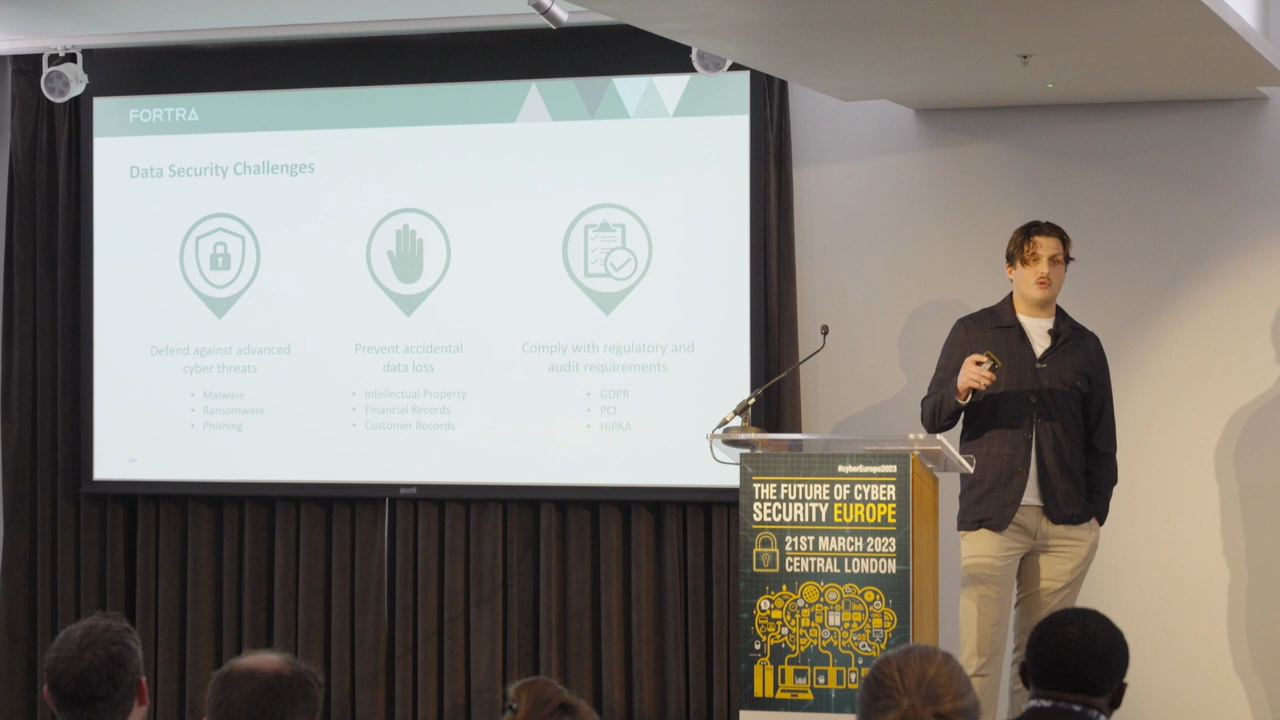 FORTRA
Data Security Challenges
Defend against advanced
cyber threats
• Malware
• Ransomware
• Phishing
Prevent accidental
data loss
• Intellectual Property
• Financial Records
• Customer Records
Comply with regulatory and
audit requirements
• GDPR
• PCI
• HIPAA
#cyberEurope2023
THE FUTURE OF CYBER
SECURITY EUROPE
21ST MARCH 2023
CENTRAL LONDON